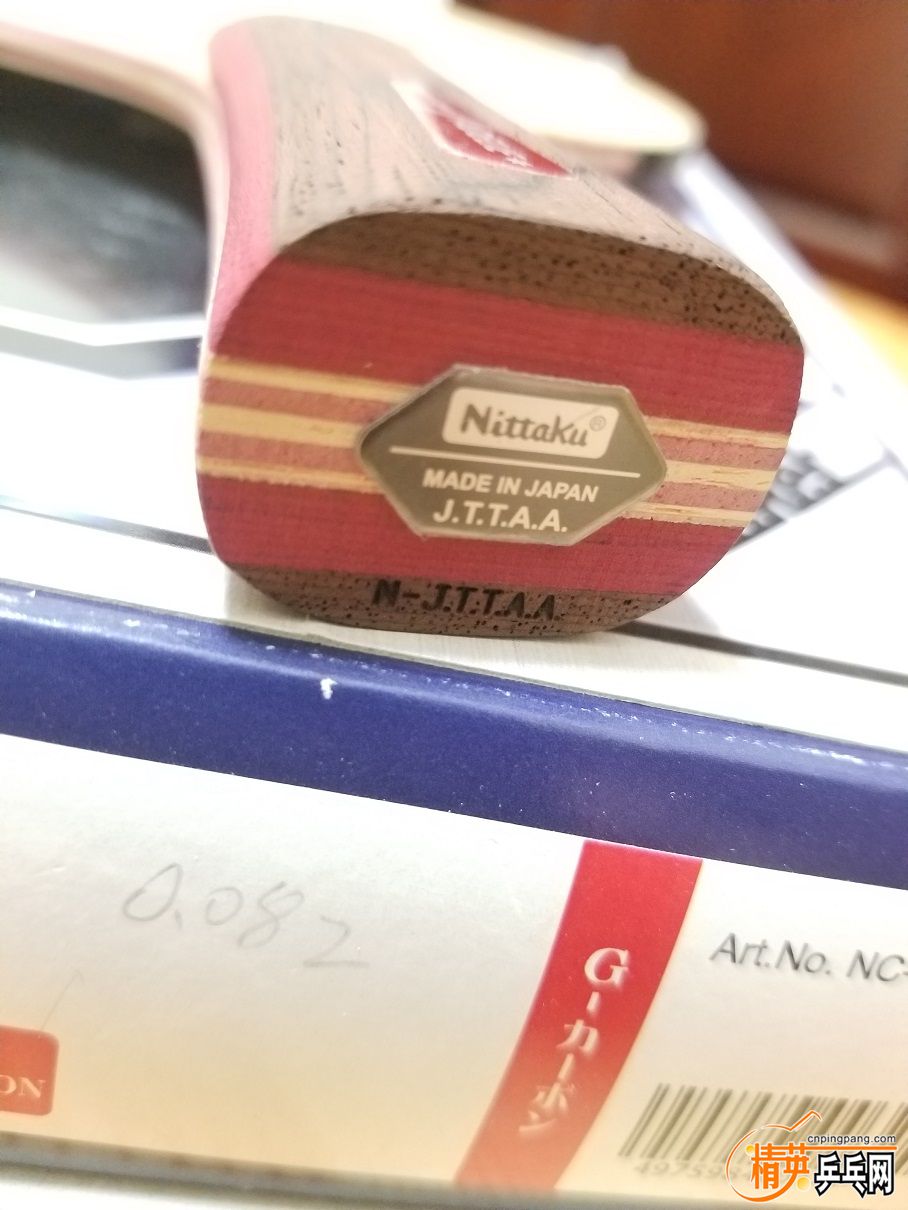 Nittaku®
MADE IN JAPAN
J.T.T.A.A.
N-J.T.T.A.A.
0.082
G-カーボン
Art.No. NC-
ON
cnpingpang.com
精英乒乓网